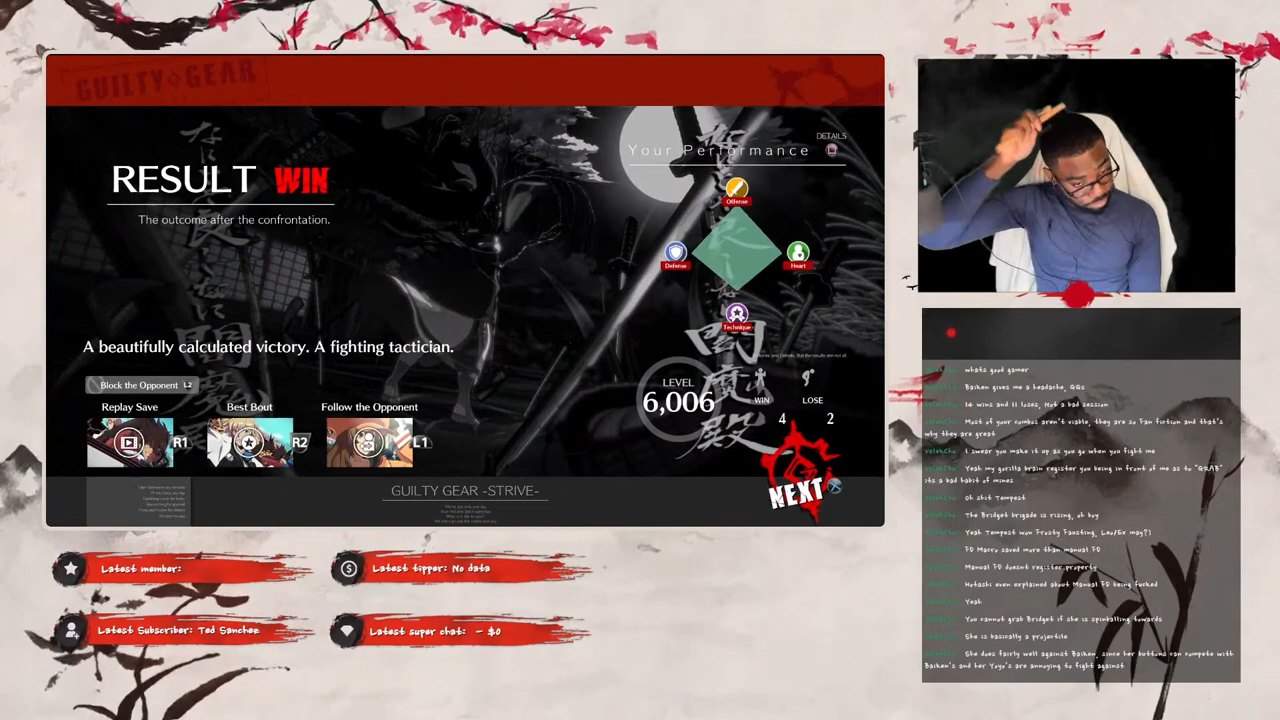 GUILTY GEAR
RESULT WIN
The outcome after the confrontation.
DETAILS
Your Performance
Offense
Defense
Heart
Technique
A beautifully calculated victory. A fighting tactician.
Block the Opponent L2
Replay Save
Best Bout
Follow the Opponent
R1
R2
L1
LEVEL
6,006
WIN
LOSE
4
2
NEXT
GUILTY GEAR -STRIVE-
Latest member:
Latest tipper: No data
Latest Subscriber: Ted Sanchez
Latest super chat: - $0
whats good gamer
Baiken gives me a headache, GGs
14 wins and 11 loses, Not a bad session
Most of your combos aren't viable, they are so Fan fiction and that's
why they are great
I swear you make it up as you go when you fight me
Yeah my gorilla brain register you being in front of me as to "GRAB"
its a bad habit of mines
Oh shit Tempest
The Bridget brigade is rising, oh boy
Yeah Tempest won Frosty Fausting, Leo/Ex may?)
FD Macro saved more than manual FD
Manual FD doesnt register property
Hotashi even explained about Manual FD being fucked
Yeah
You cannot grab Bridget if she is spinballing towards
She is basically a projectile
She does fairly well against Baiken, since her buttons can compete with
Baiken's and her Yoyo's are annoying to fight against